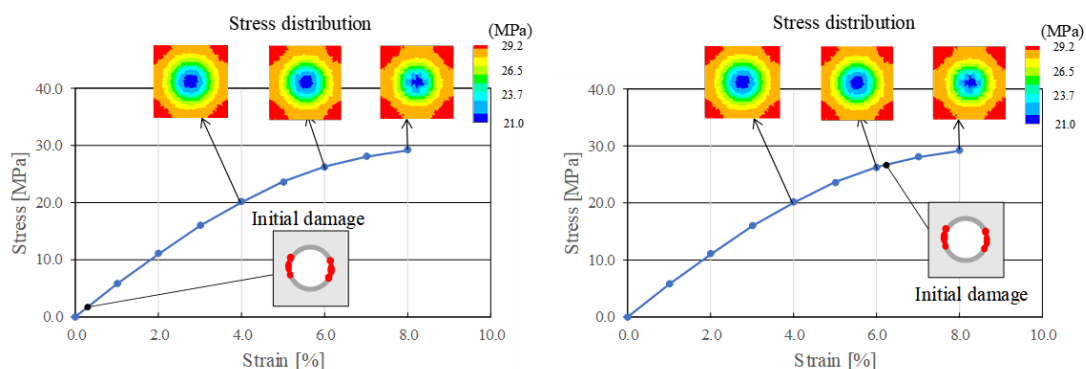 Stress distribution
(MPa)
29.2
26.5
23.7
21.0
40.0
30.0
20.0
10.0
0.0
Stress [MPa]
Initial damage
0.0 2.0 4.0 6.0 8.0 10.0
Strain [%]
Stress distribution
(MPa)
29.2
26.5
23.7
21.0
40.0
30.0
20.0
10.0
0.0
Stress [MPa]
Initial damage
0.0 2.0 4.0 6.0 8.0 10.0
Strain [%]